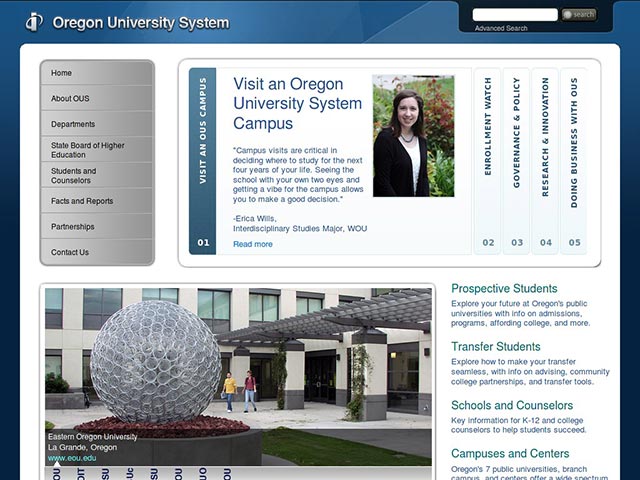 Oregon University System
search
Advanced Search
Home
About OUS
Departments
State Board of Higher
Education
Students and
Counselors
Facts and Reports
Partnerships
Contact Us
VISIT AN OUS CAMPUS
01
Visit an Oregon
University System
Campus
"Campus visits are critical in
deciding where to study for the next
four years of your life. Seeing the
school with your own two eyes and
getting a vibe for the campus allows
you to make a good decision."
-Erica Wills,
Interdisciplinary Studies Major, WOU
Read more
ENROLLMENT WATCH
02
GOVERNANCE & POLICY
03
RESEARCH & INNOVATION
04
DOING BUSINESS WITH OUS
05
Eastern Oregon University
La Grande, Oregon
www.eou.edu
Prospective Students
Explore your future at Oregon's public
universities with info on admissions,
programs, affording college, and more.
Transfer Students
Explore how to make your transfer
seamless, with info on advising, community
college partnerships, and transfer tools.
Schools and Counselors
Key information for K-12 and college
counselors to help students succeed.
Campuses and Centers
Oregon's 7 public universities, branch
campus, and centers offer a wide spectrum